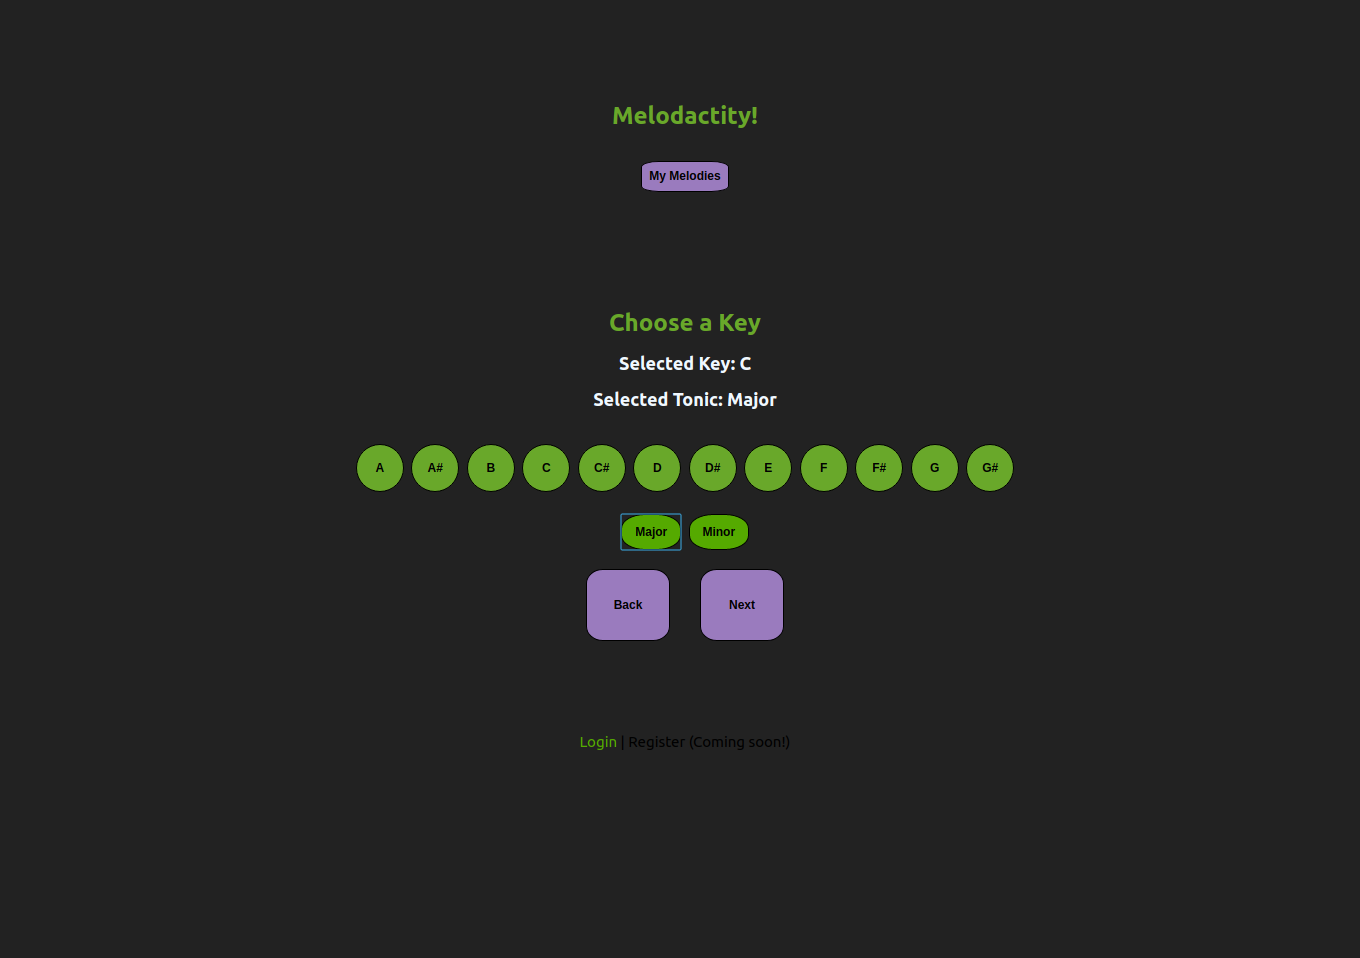 Melodactity!
My Melodies
Choose a Key
Selected Key: C
Selected Tonic: Major
A A# B C C# D D# E F F# G G#
Major Minor
Back Next
Login | Register (Coming soon!)